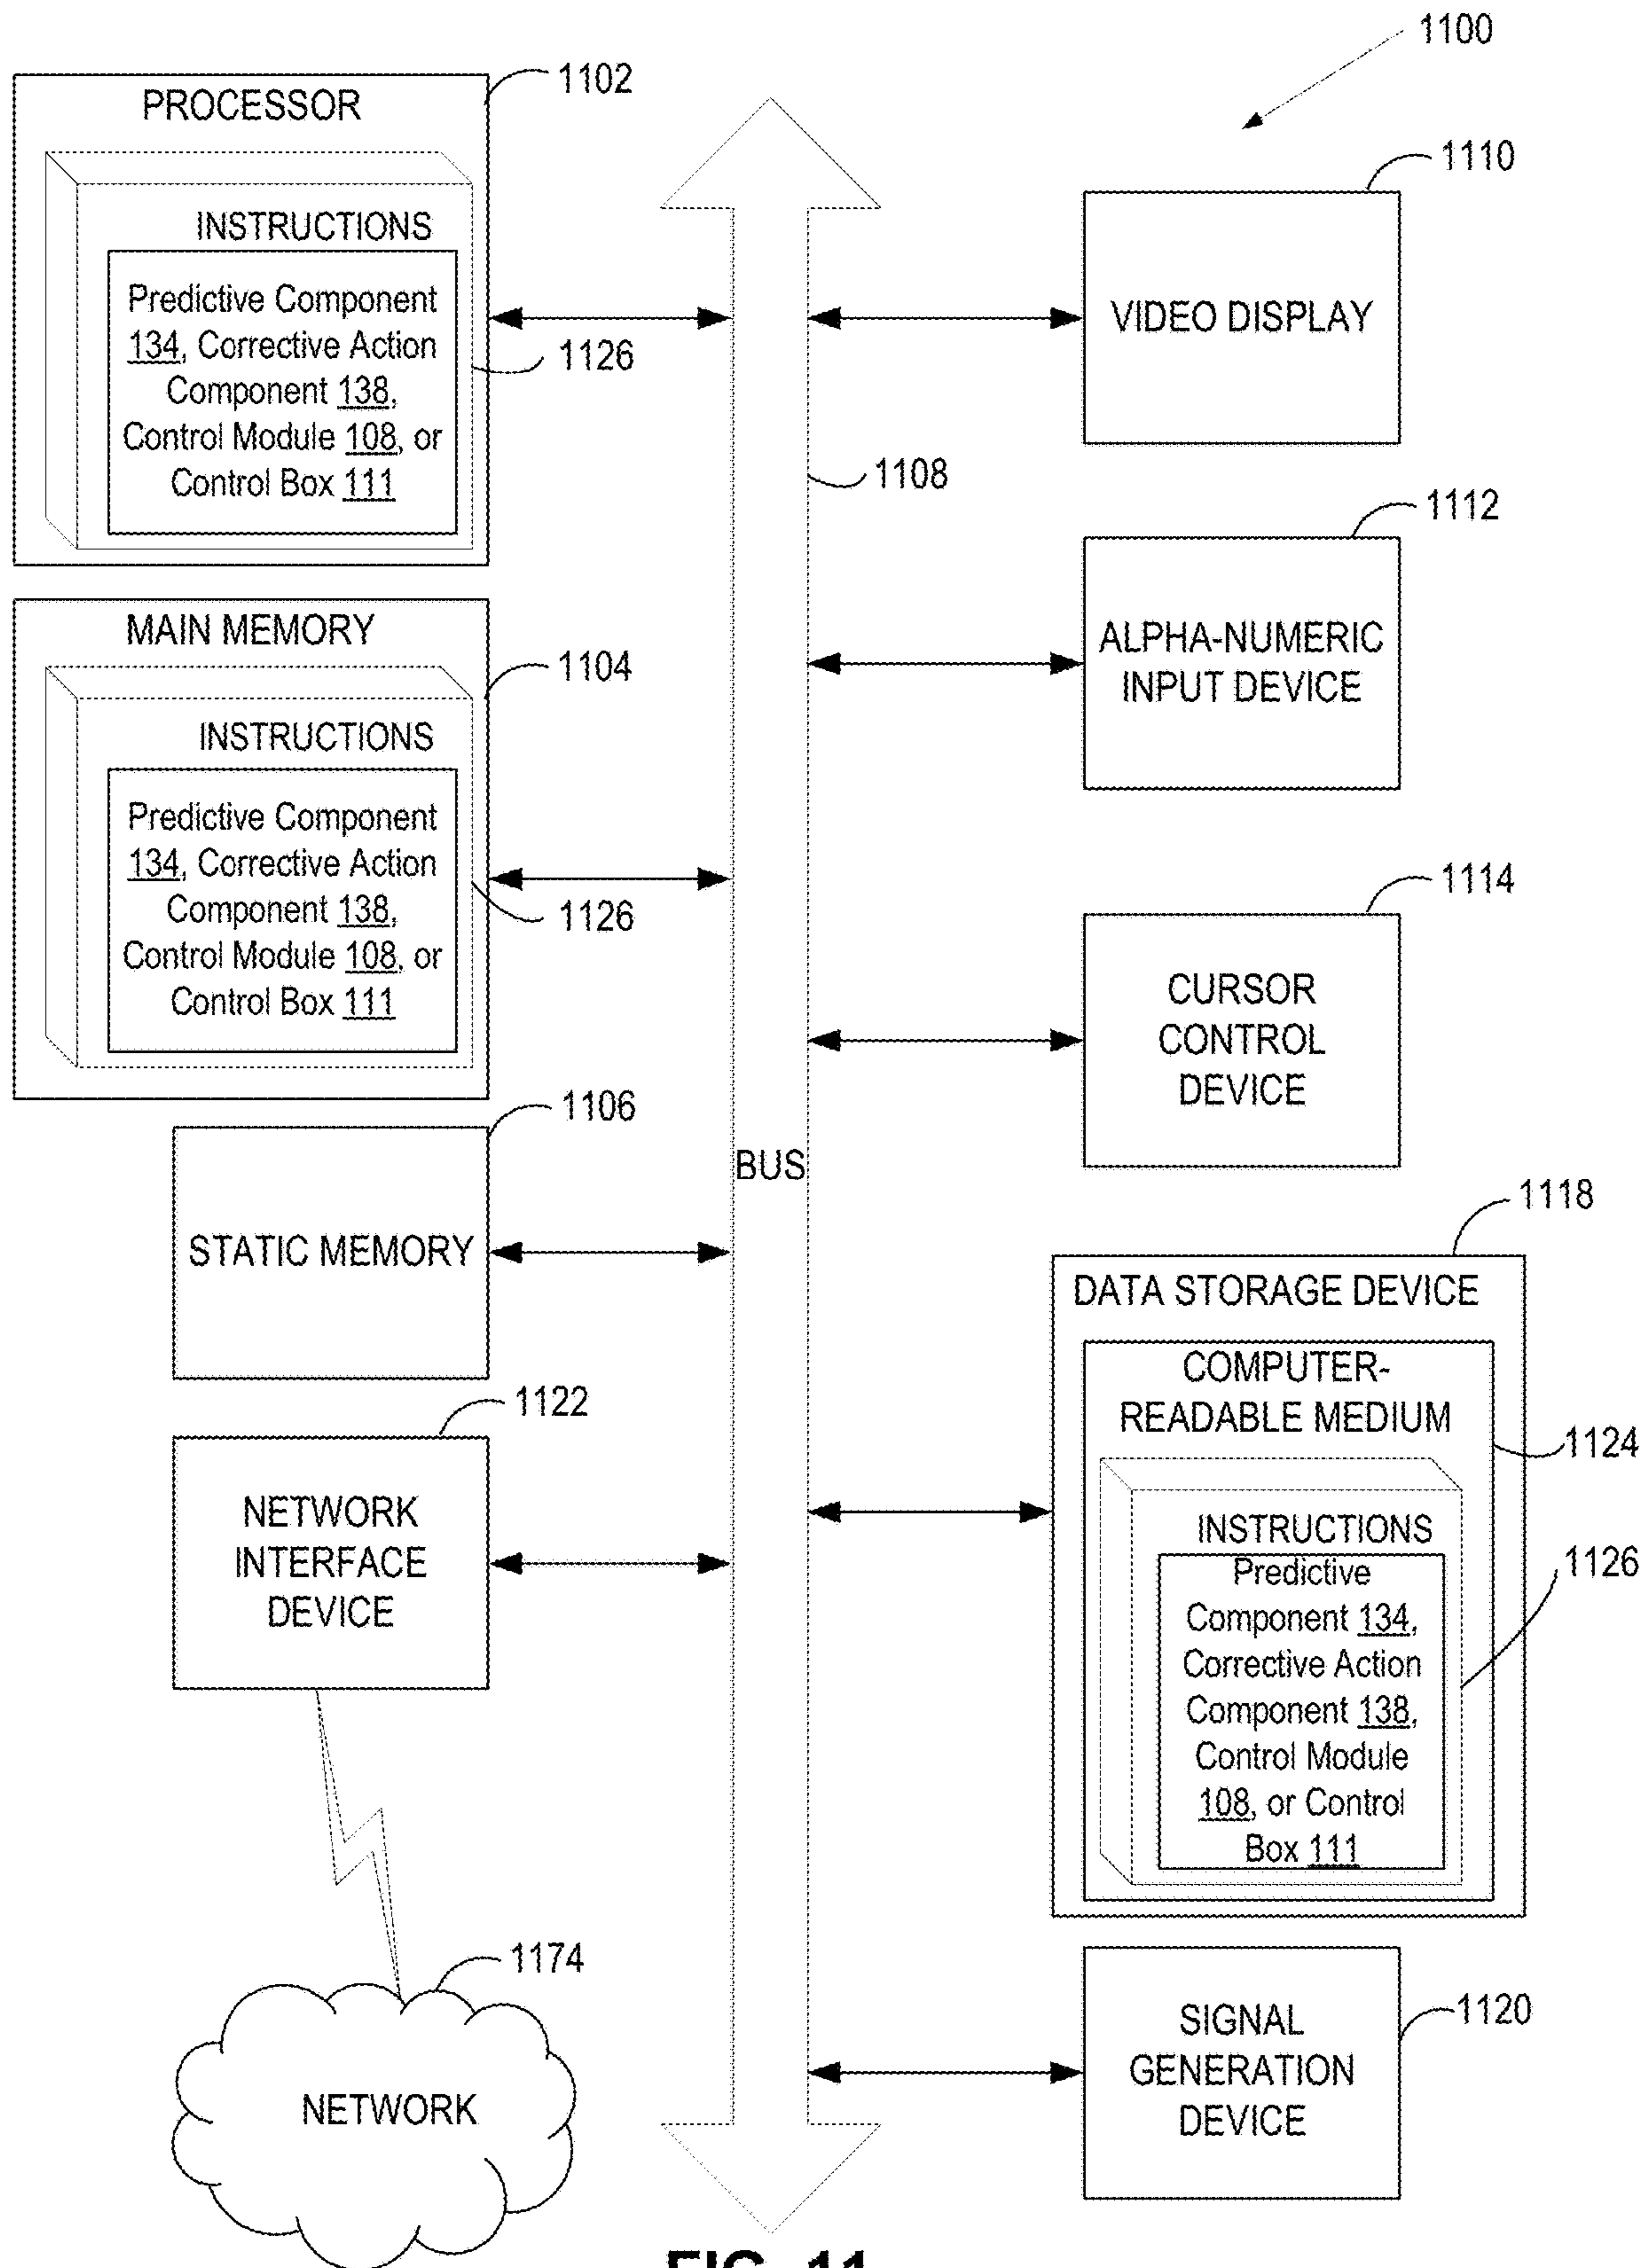 1100
PROCESSOR
1102
INSTRUCTIONS
Predictive Component
134, Corrective Action
Component 138,
Control Module 108, or
Control Box 111
1126
MAIN MEMORY
1104
INSTRUCTIONS
Predictive Component
134, Corrective Action
Component 138,
Control Module 108, or
Control Box 111
1126
1106
STATIC MEMORY
1122
NETWORK
INTERFACE
DEVICE
1174
NETWORK
BUS
1108
1110
VIDEO DISPLAY
1112
ALPHA-NUMERIC
INPUT DEVICE
1114
CURSOR
CONTROL
DEVICE
1118
DATA STORAGE DEVICE
COMPUTER-
READABLE MEDIUM
1124
INSTRUCTIONS
1126
Predictive
Component 134,
Corrective Action
Component 138,
Control Module
108, or Control
Box 111
SIGNAL
GENERATION
DEVICE
1120
FIG. 11